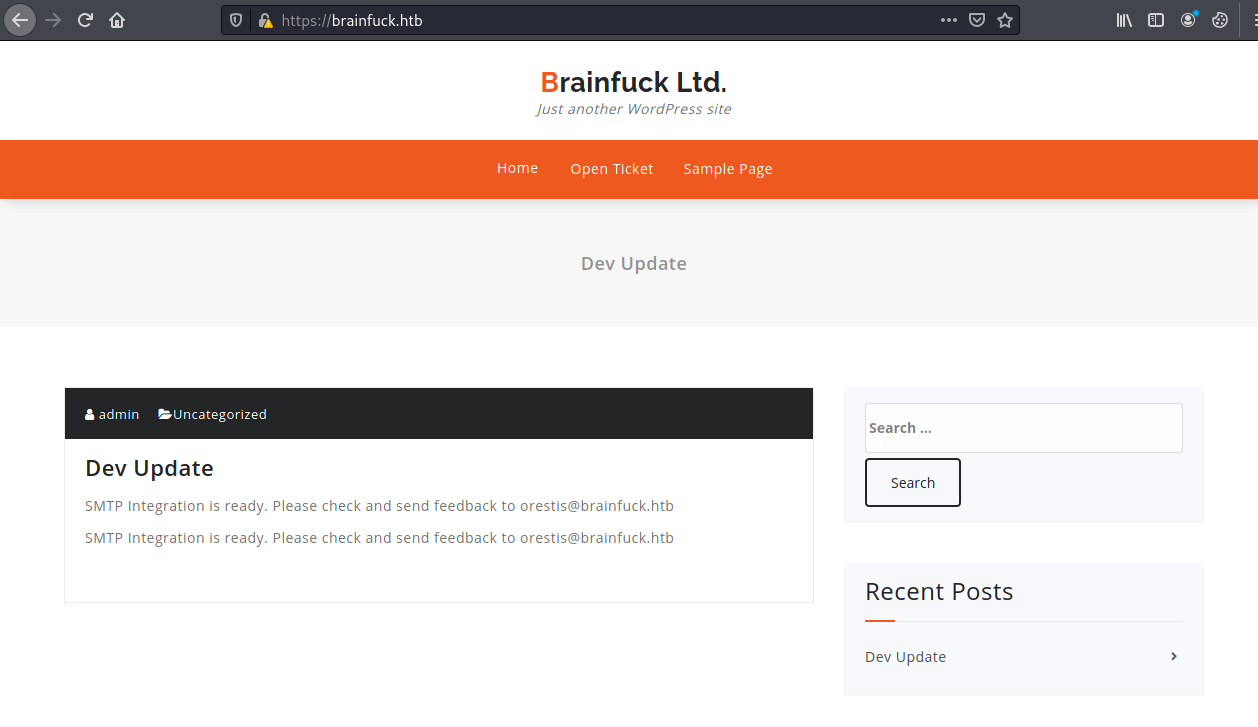 https://brainfuck.htb
Brainfuck Ltd.
Just another WordPress site
Home Open Ticket Sample Page
Dev Update
admin Uncategorized
Dev Update
SMTP Integration is ready. Please check and send feedback to orestis@brainfuck.htb
SMTP Integration is ready. Please check and send feedback to orestis@brainfuck.htb
Search ...
Search
Recent Posts
Dev Update